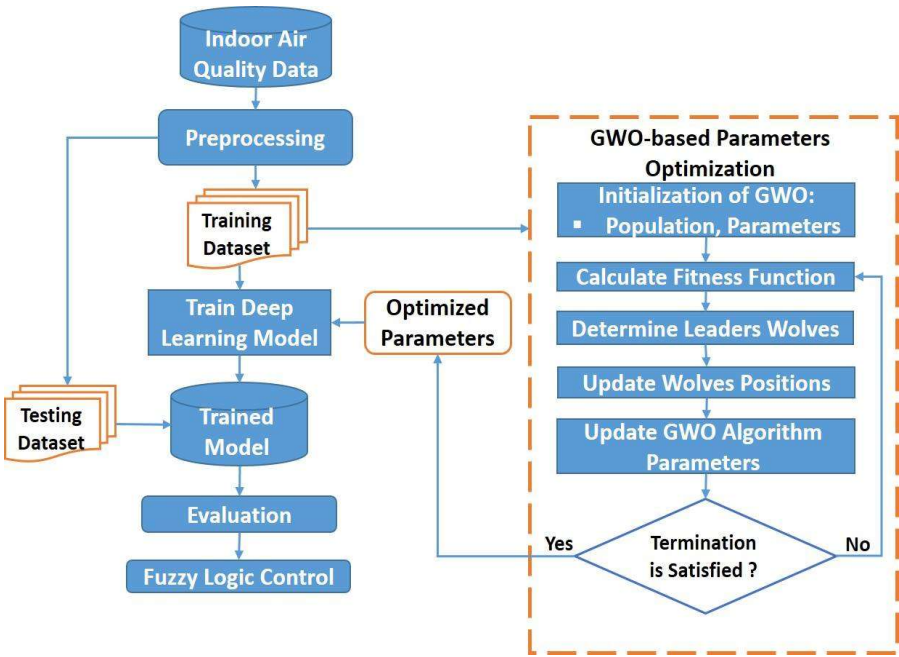 Indoor Air
Quality Data
Preprocessing
Training
Dataset
Train Deep
Learning Model
Optimized
Parameters
Testing
Dataset
Trained
Model
Evaluation
Fuzzy Logic Control
GWO-based Parameters
Optimization
Initialization of GWO:
▪ Population, Parameters
Calculate Fitness Function
Determine Leaders Wolves
Update Wolves Positions
Update GWO Algorithm
Parameters
Yes
Termination
is Satisfied ?
No